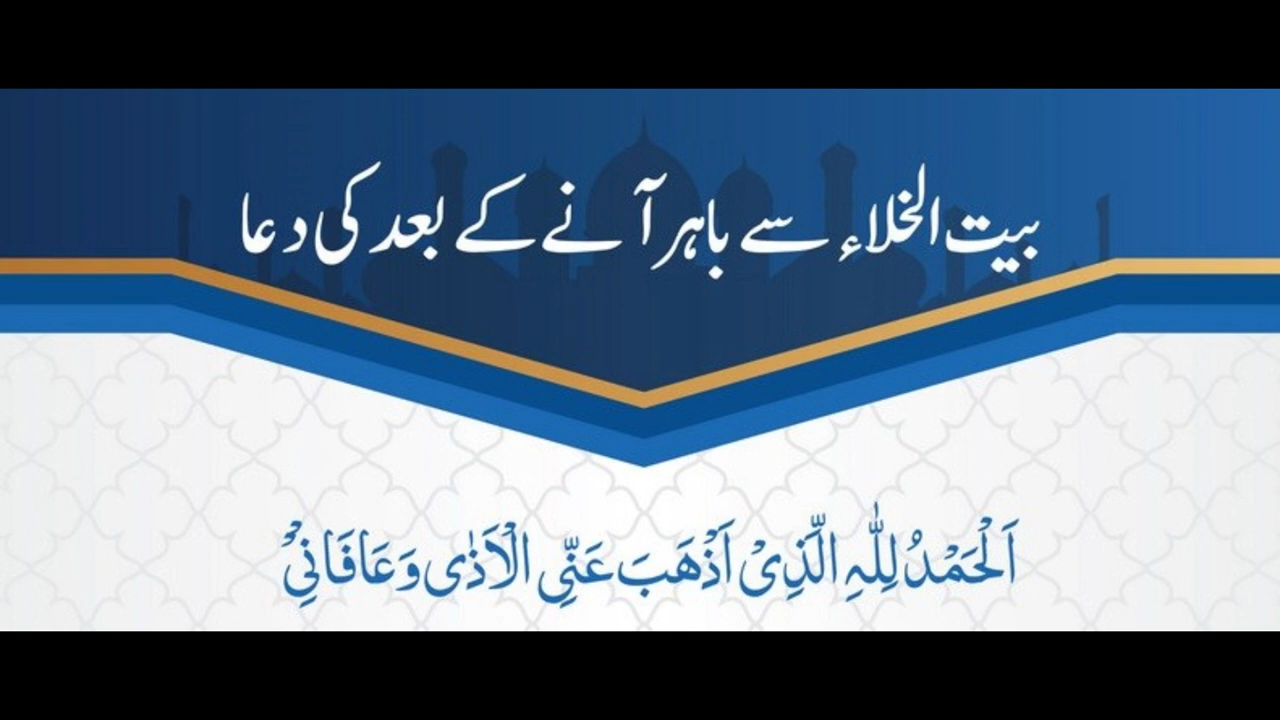 بیت الخلاء سے باہر آنے کے بعد کی دعا
اَلْحَمْدُ لِلّٰہِ الَّذِیْ اَذْھَبَ عَنِّی الْاَذٰی وَعَافَانِیْ